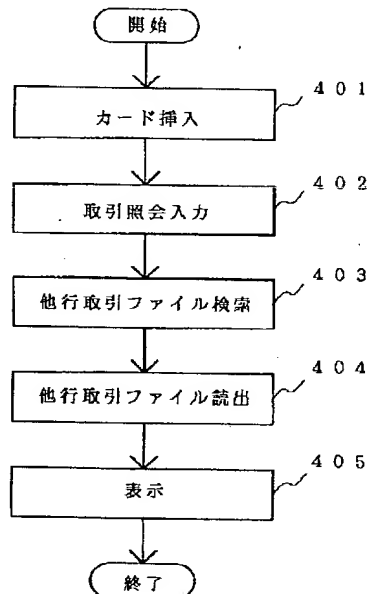 開始
カード挿入
401
取引照会入力
402
他行取引ファイル検索
403
他行取引ファイル読出
404
表示
405
終了